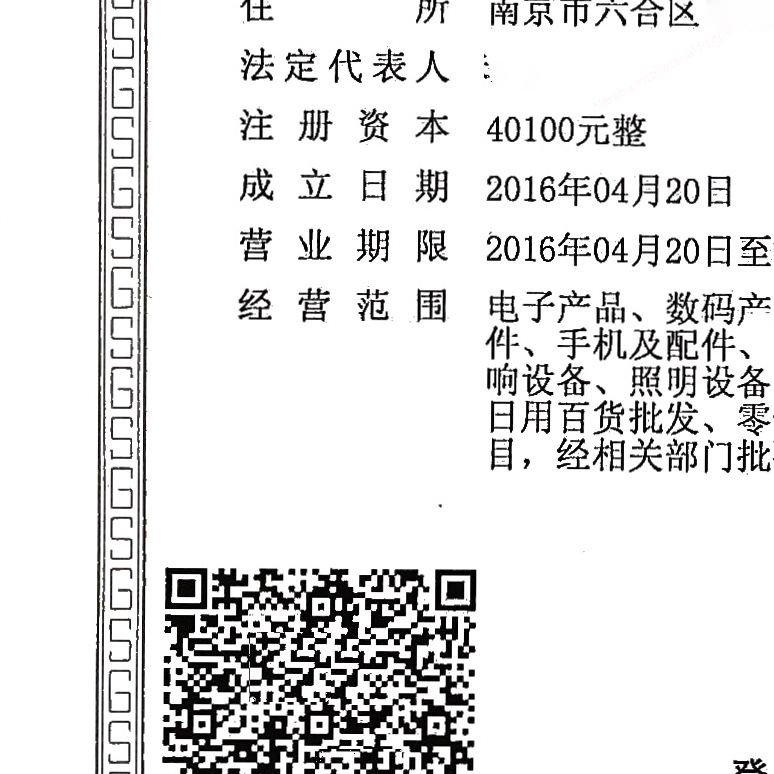 住所 南京市六合区
法定代表人
注册资本 40100元整
成立日期 2016年04月20日
营业期限 2016年04月20日至
经营范围 电子产品、数码产
件、手机及配件、
响设备、照明设备
日用百货批发、零
目，经相关部门批
登